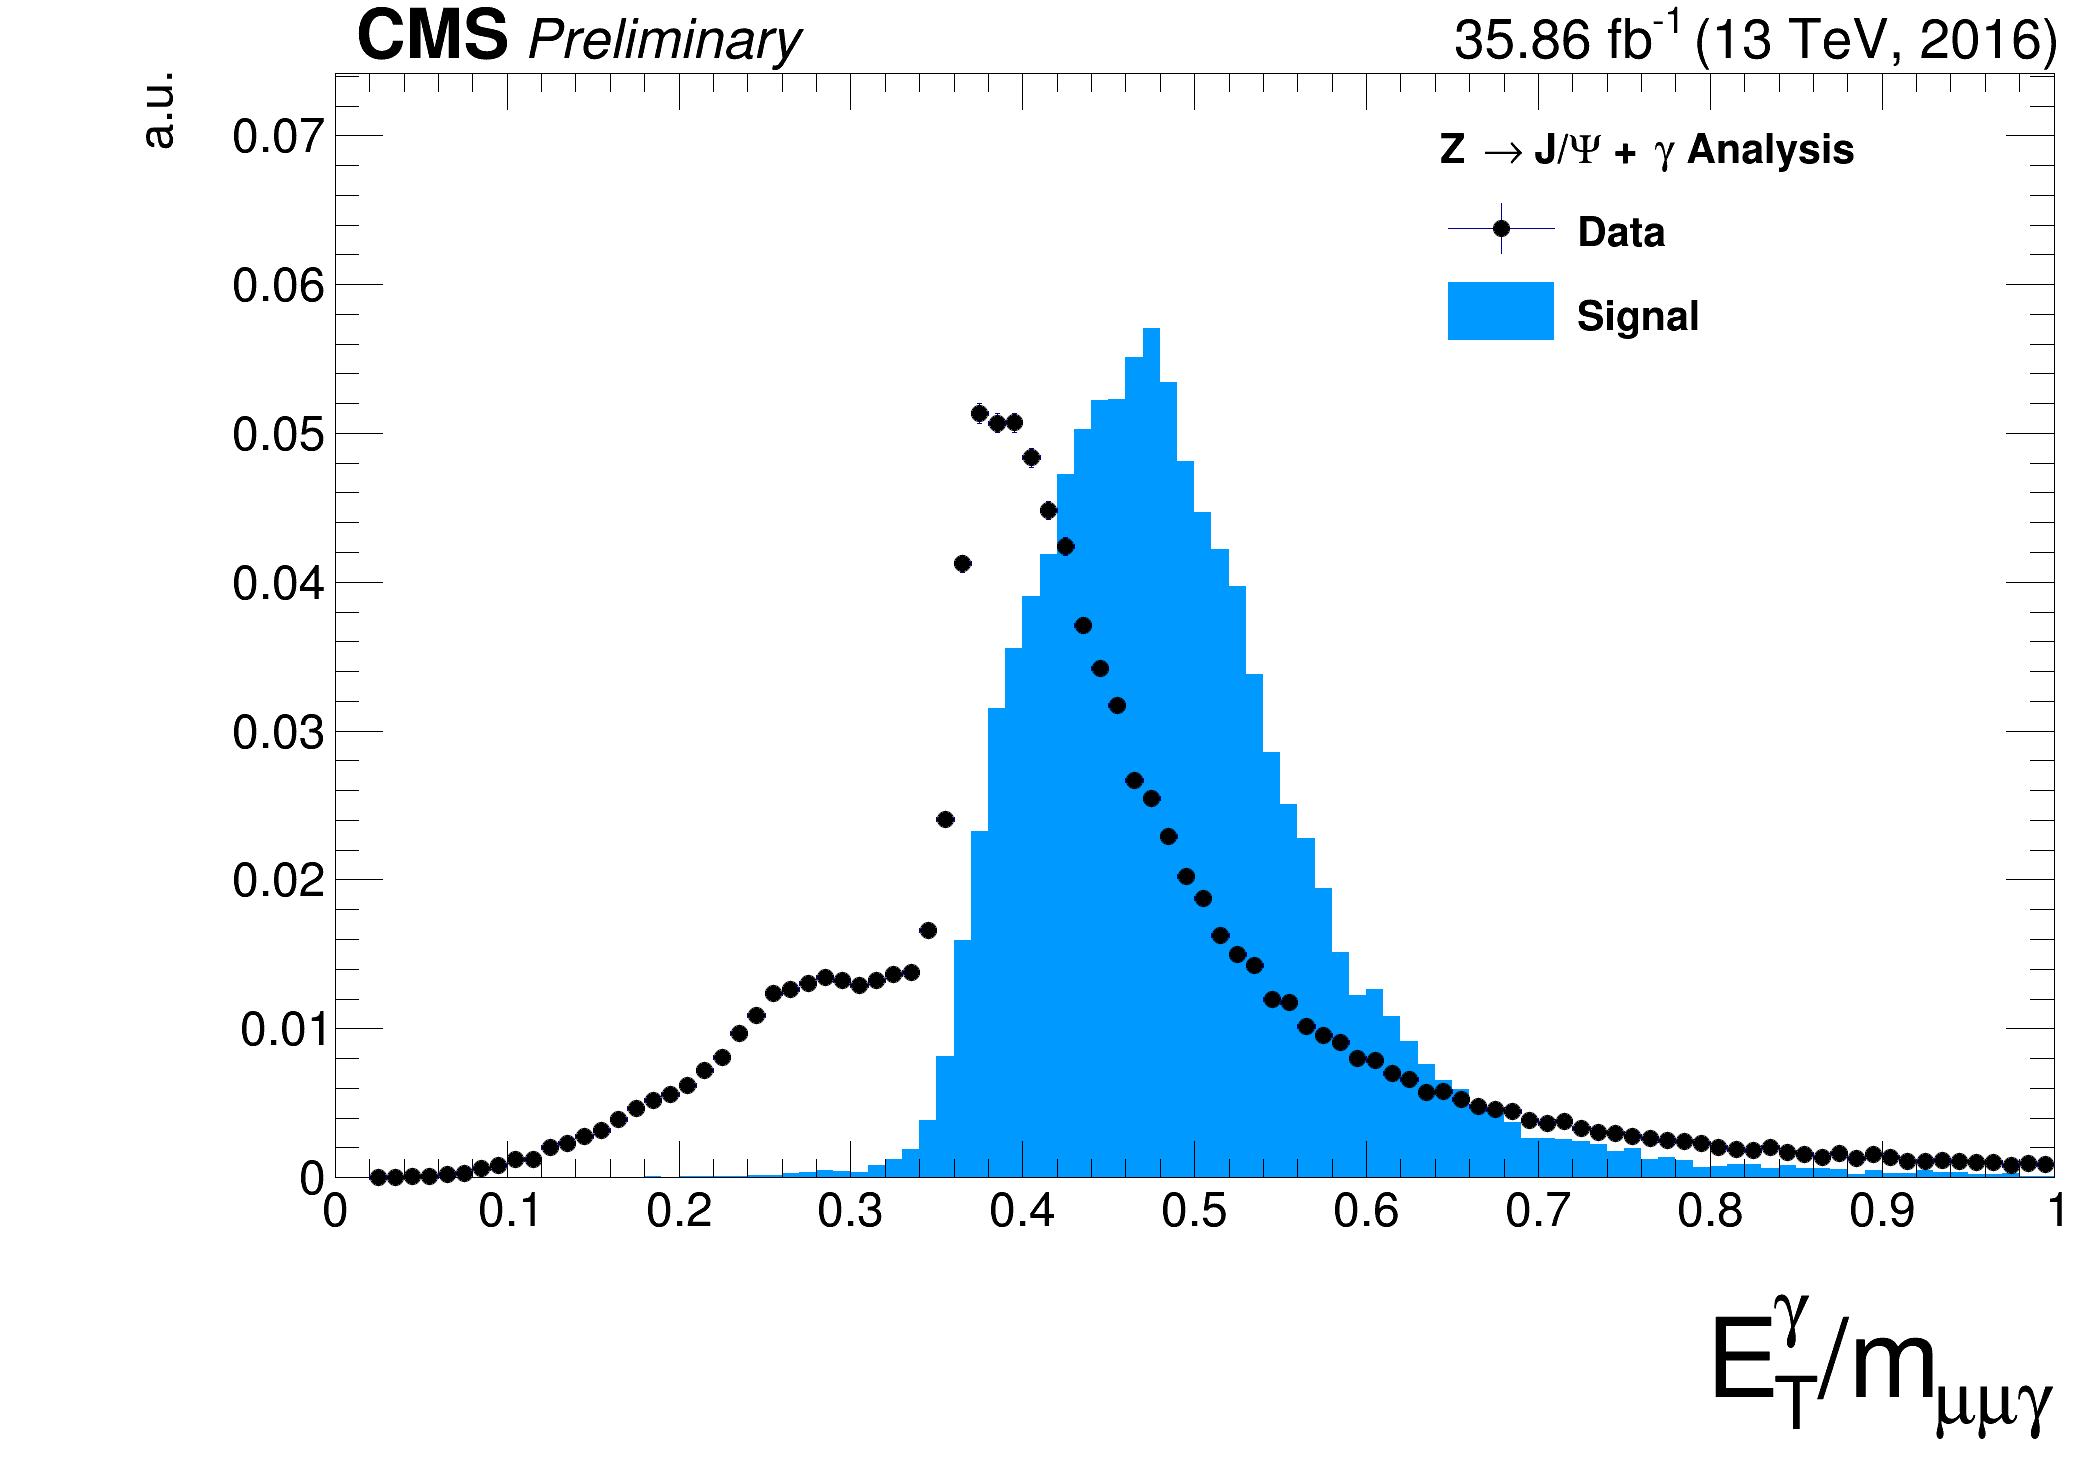 CMS Preliminary
35.86 fb⁻¹ (13 TeV, 2016)
a.u.
Z → J/Ψ + γ Analysis
Data
Signal
0.07
0.06
0.05
0.04
0.03
0.02
0.01
0
0 0.1 0.2 0.3 0.4 0.5 0.6 0.7 0.8 0.9 1
E_T^γ/m_μμγ